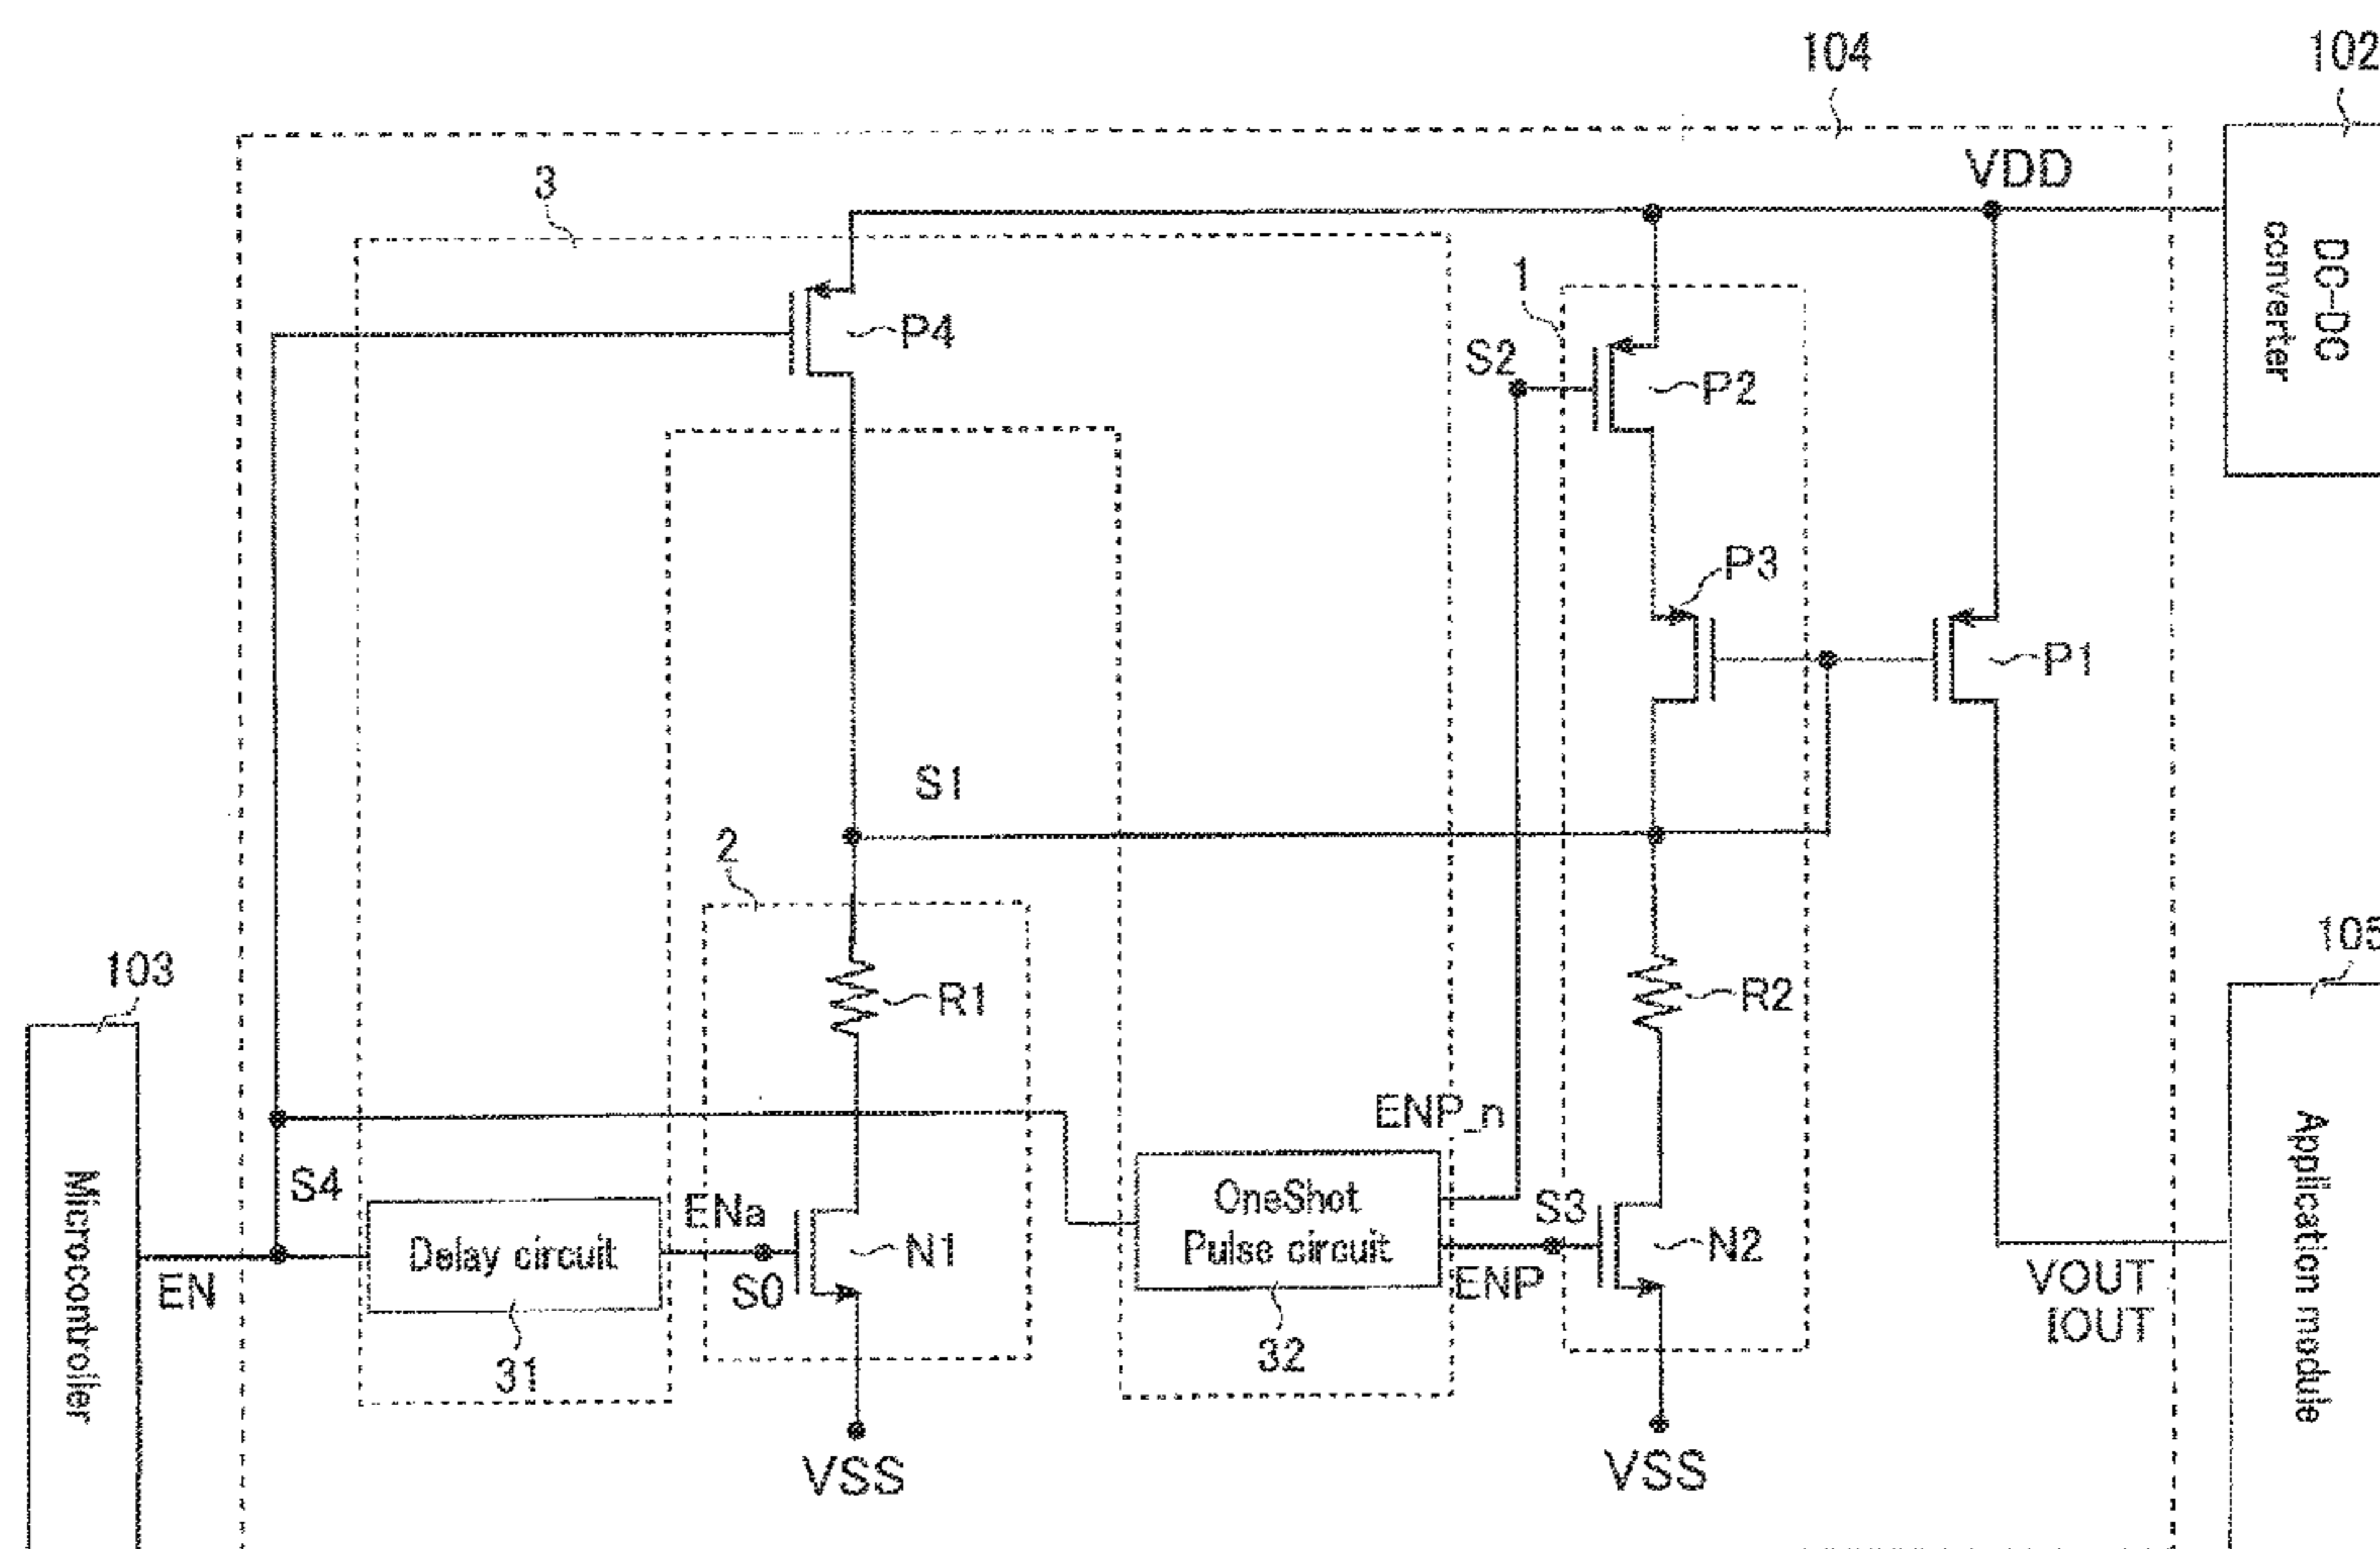 104
102
3
VDD
DC-DC
converter
1
P4
S2
P2
P3
P1
S1
2
103
105
R1
R2
ENP_n
Microcontroller
S4
EN
Delay circuit
31
ENa
S0
N1
OneShot
Pulse circuit
32
S3
ENP
N2
VOUT
IOUT
Application module
VSS
VSS